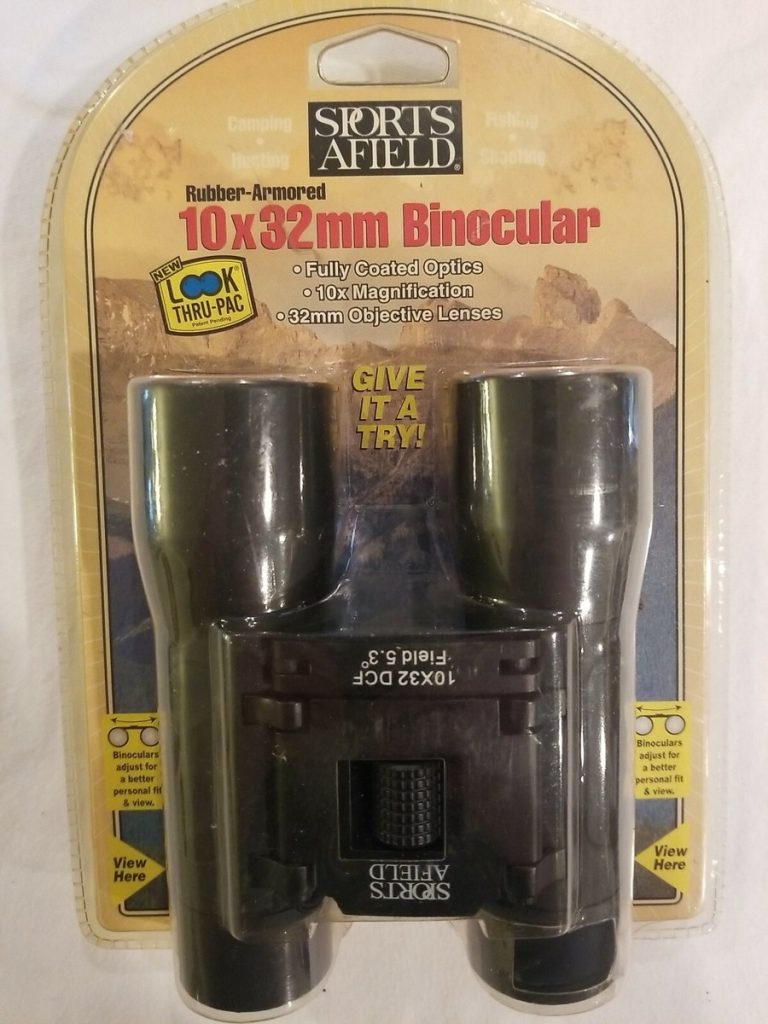 Camping
Fishing
•
•
Hunting
Shooting
SPORTS
AFIELD®
Rubber-Armored
10x32mm Binocular
NEW
LOOK®
THRU-PAC
Patent Pending
• Fully Coated Optics
• 10x Magnification
• 32mm Objective Lenses
GIVE
IT A
TRY!
10X32 DCF
Field 5.3°
SPORTS
AFIELD
Binoculars
adjust for
a better
personal fit
& view.
View
Here
Binoculars
adjust for
a better
personal fit
& view.
View
Here